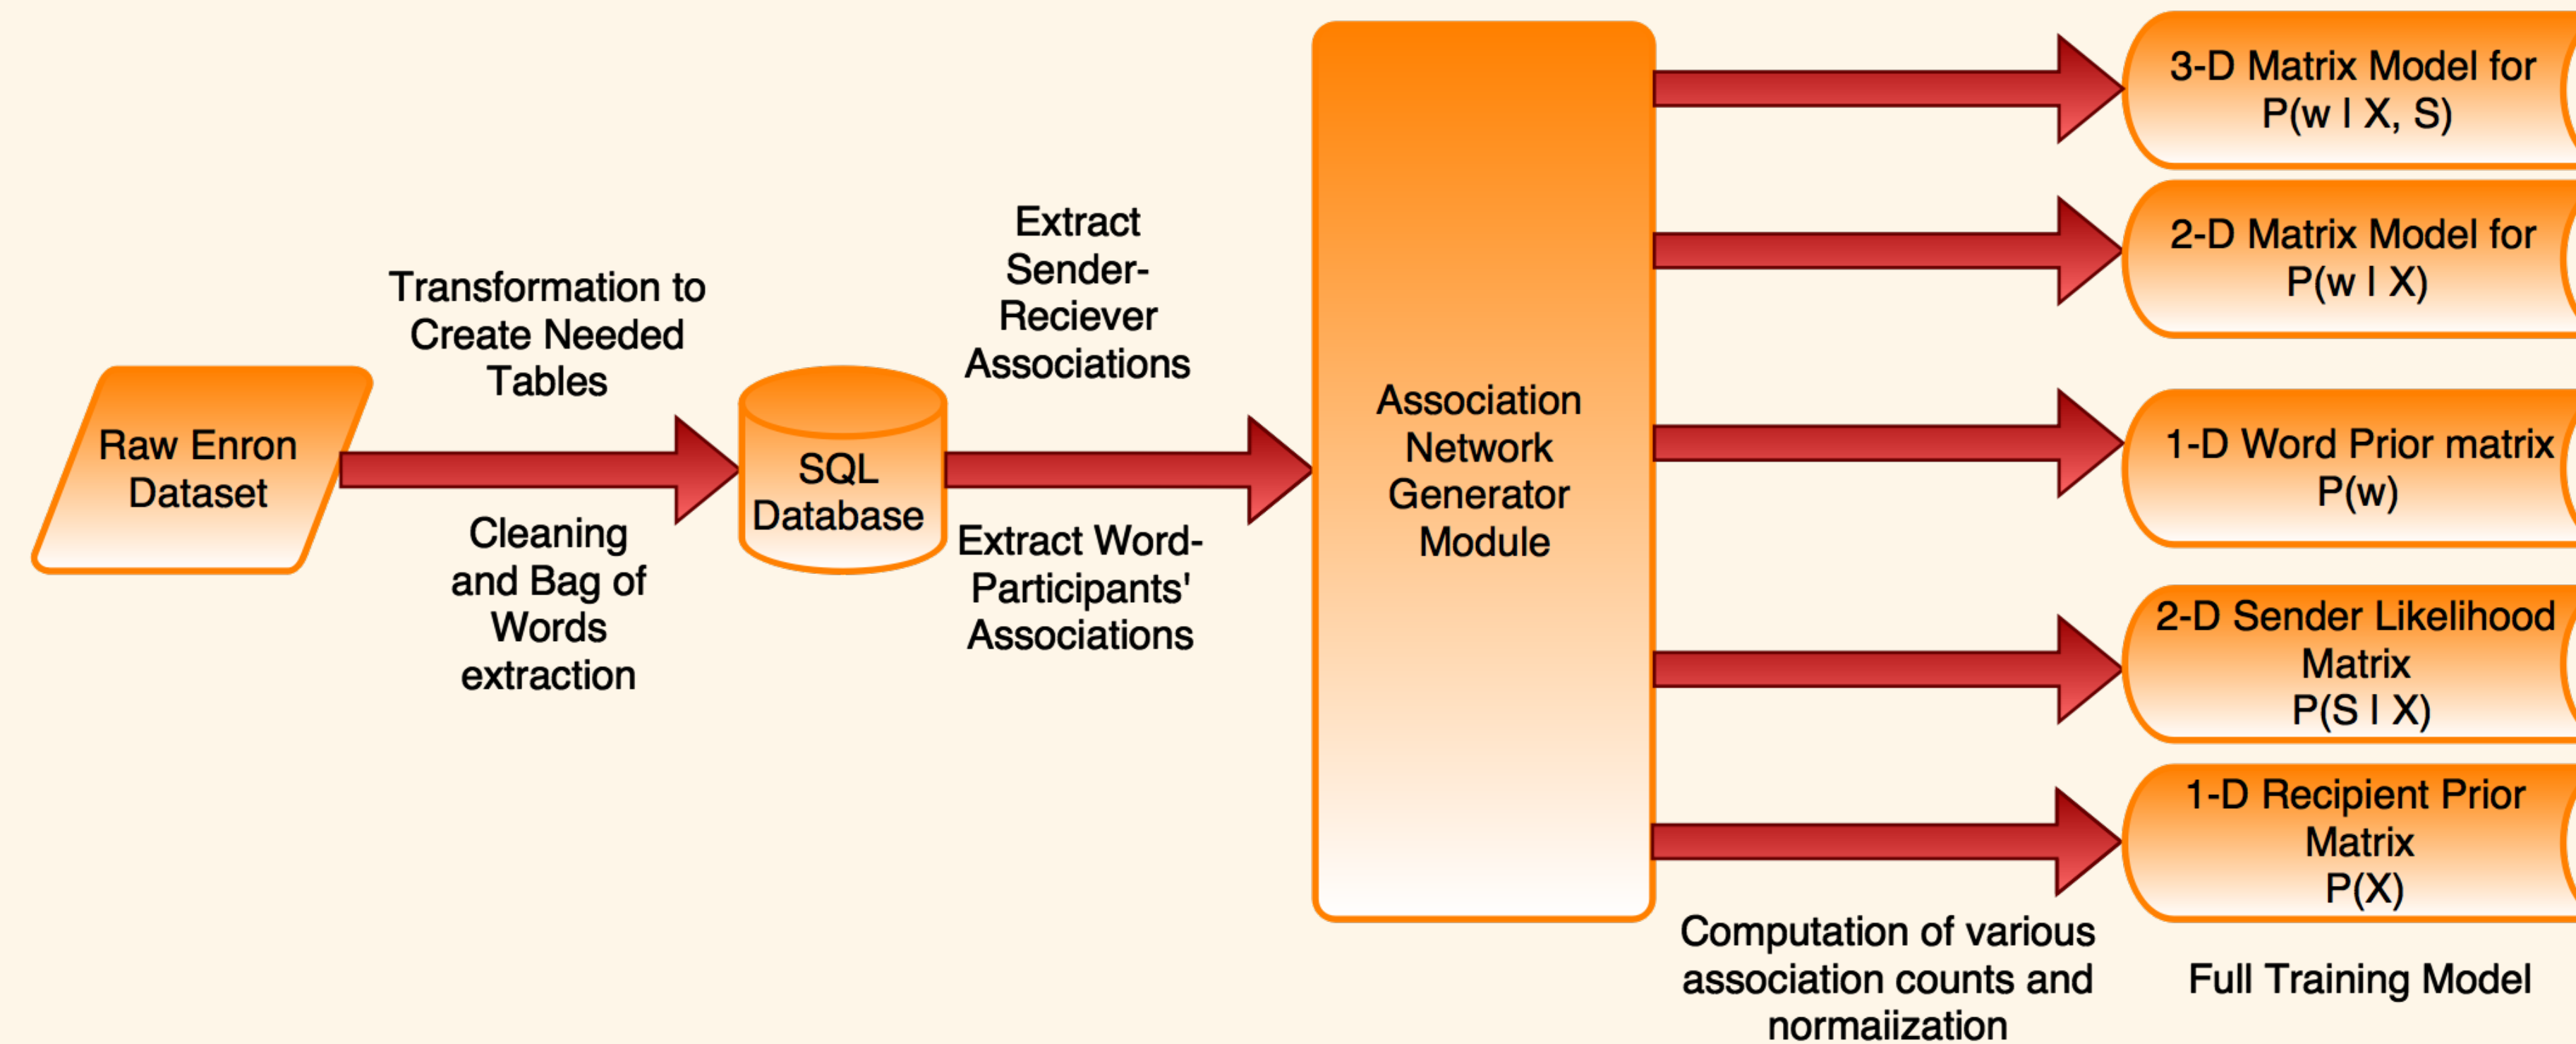 Raw Enron
Dataset
Transformation to
Create Needed
Tables
Cleaning
and Bag of
Words
extraction
SQL
Database
Extract
Sender-
Reciever
Associations
Extract Word-
Participants'
Associations
Association
Network
Generator
Module
3-D Matrix Model for
P(w | X, S)
2-D Matrix Model for
P(w | X)
1-D Word Prior matrix
P(w)
2-D Sender Likelihood
Matrix
P(S | X)
1-D Recipient Prior
Matrix
P(X)
Computation of various
association counts and
normaiization
Full Training Model